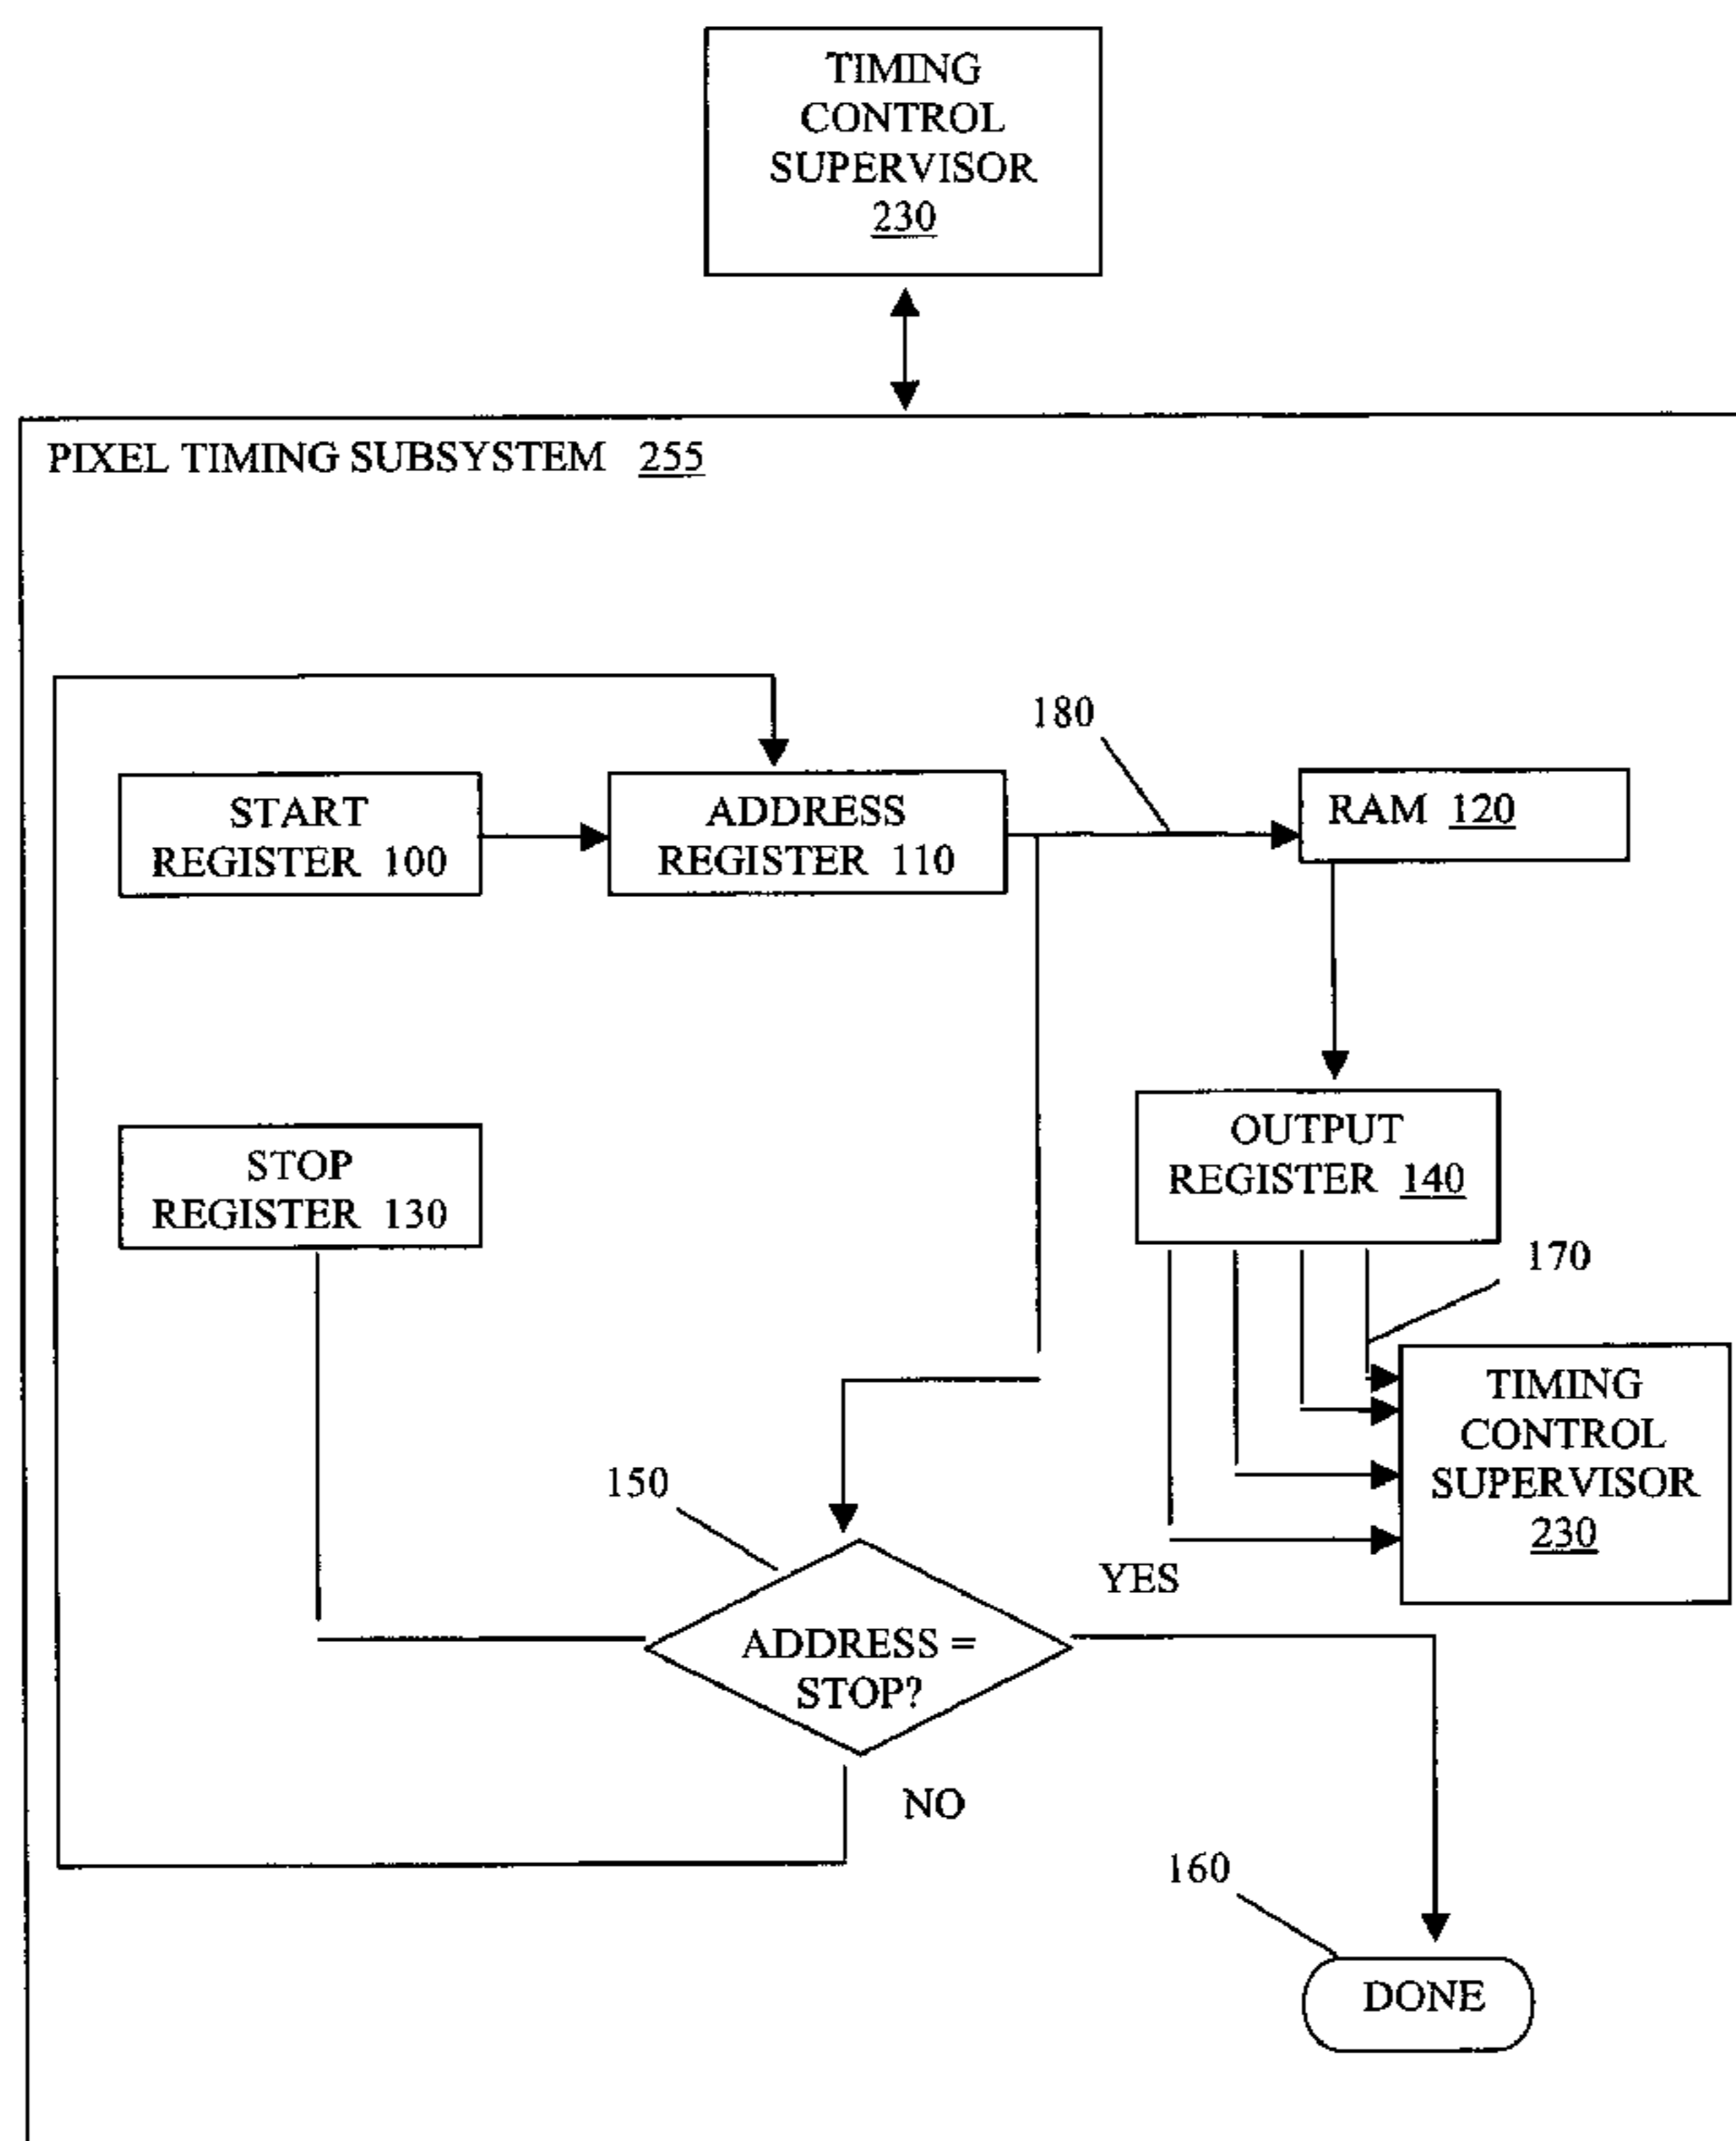 TIMING
CONTROL
SUPERVISOR
230
PIXEL TIMING SUBSYSTEM 255
180
START
REGISTER 100
ADDRESS
REGISTER 110
RAM 120
STOP
REGISTER 130
OUTPUT
REGISTER 140
170
TIMING
CONTROL
SUPERVISOR
230
150
YES
ADDRESS =
STOP?
NO
160
DONE